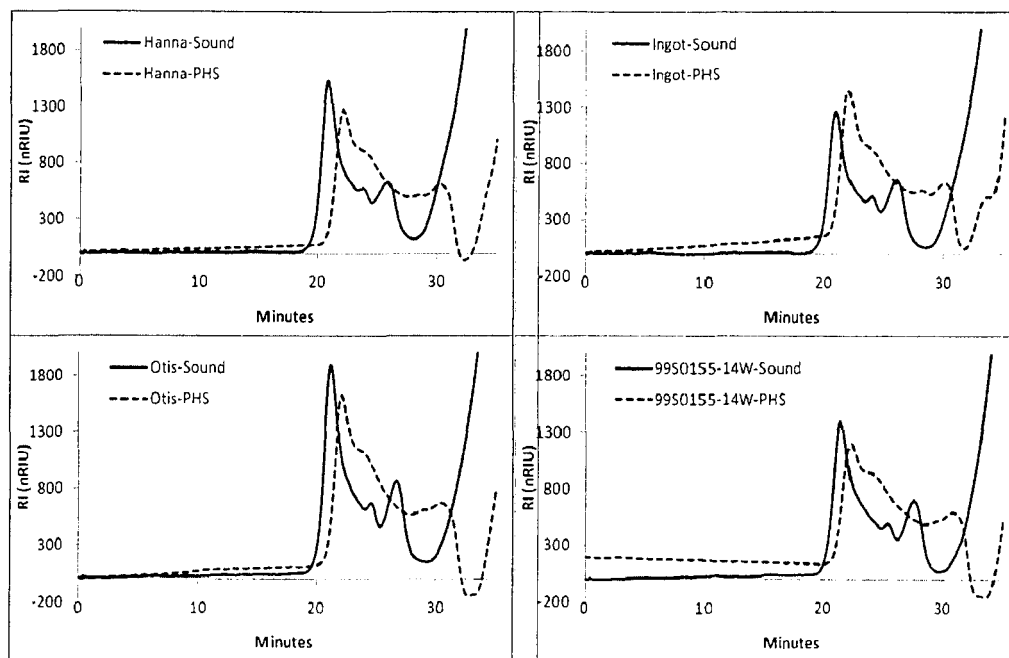 Hanna-Sound
Hanna-PHS
RI (nRIU)
1800
1300
800
300
-200
0 10 20 30
Minutes
Ingot-Sound
Ingot-PHS
RI (nRIU)
1800
1300
800
300
-200
0 10 20 30
Minutes
Otis-Sound
Otis-PHS
RI (nRIU)
1800
1300
800
300
-200
0 10 20 30
Minutes
99S0155-14W-Sound
99S0155-14W-PHS
RI (nRIU)
1800
1300
800
300
-200
0 10 20 30
Minutes